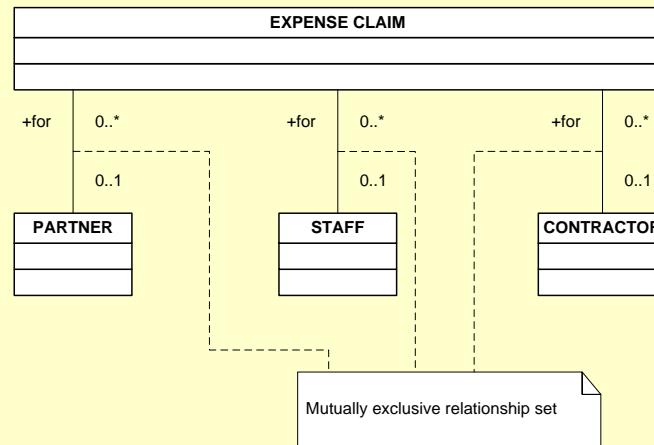 EXPENSE CLAIM
+for 0..* +for 0..* +for 0..*
0..1 0..1 0..1
PARTNER STAFF CONTRACTOR
Mutually exclusive relationship set